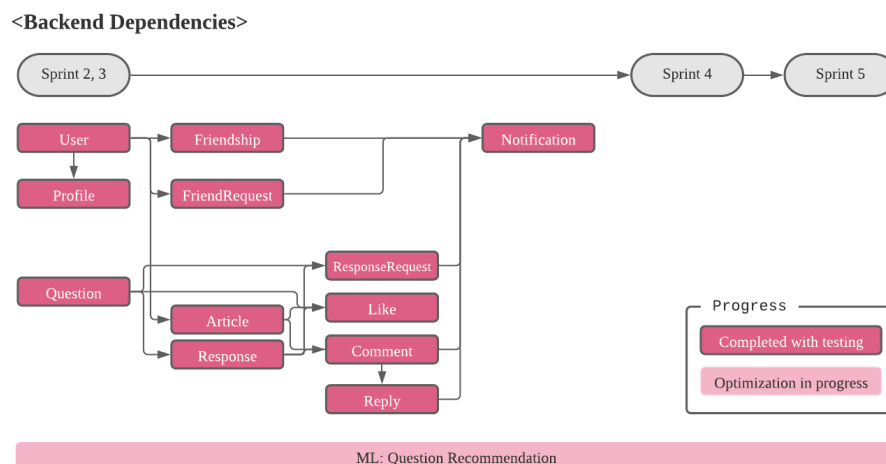 <Backend Dependencies>
Sprint 2, 3
Sprint 4
Sprint 5
User
Friendship
Notification
Profile
FriendRequest
ResponseRequest
Question
Like
Article
Response
Comment
Reply
Progress
Completed with testing
Optimization in progress
ML: Question Recommendation